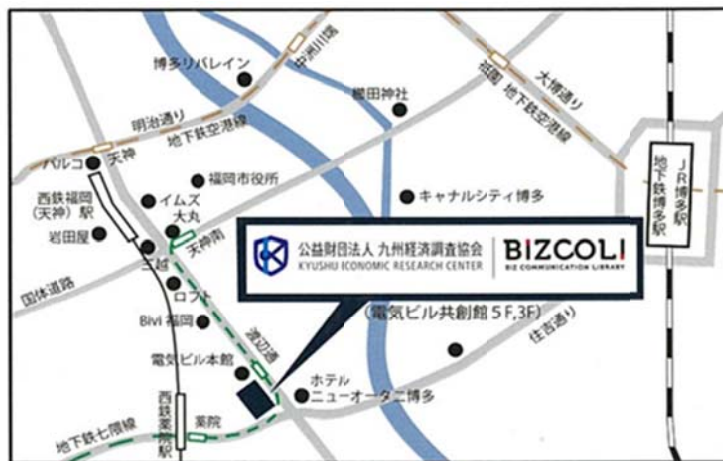 中洲川端
博多リバレイン
大博通り
祇園
地下鉄空港線
櫛田神社
明治通り
地下鉄空港線
天神
パルコ
JR博多駅
地下鉄博多駅
福岡市役所
西鉄福岡
(天神)駅
イムズ
大丸
キャナルシティ博多
天神南
岩田屋
三越
公益財団法人 九州経済調査協会
KYUSHU ICONOMIC RESEARCH CENTER
BIZCOLI
BIZ COMMUNICATION LIBRARY
国体道路
ロフト
(電気ビル共創館5F,3F)
Bivi 福岡
渡辺通
住吉通り
電気ビル本館
ホテル
ニューオータニ博多
西鉄薬院駅
薬院
地下鉄七隈線